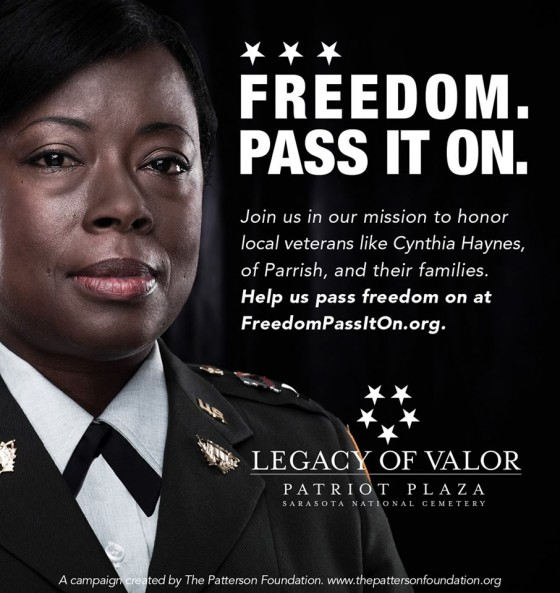 FREEDOM.
PASS IT ON.
Join us in our mission to honor
local veterans like Cynthia Haynes,
of Parrish, and their families.
Help us pass freedom on at
FreedomPassItOn.org.
US
LEGACY OF VALOR
PATRIOT PLAZA
SARASOTA NATIONAL CEMETERY
A campaign created by The Patterson Foundation. www.thepattersonfoundation.org